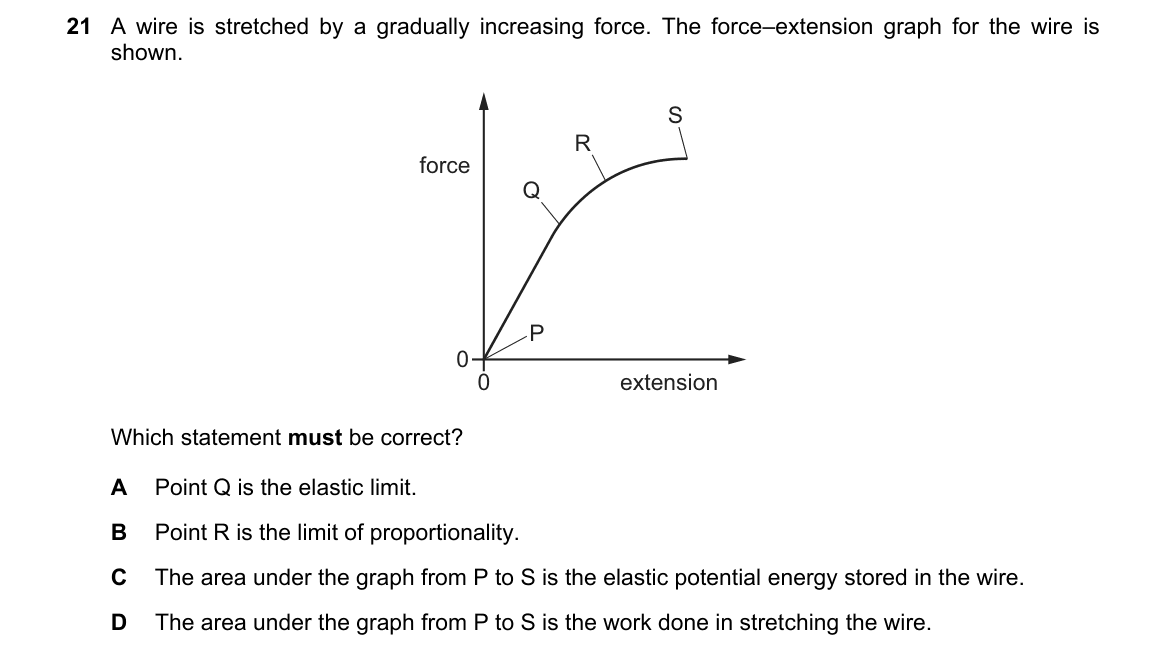 21 A wire is stretched by a gradually increasing force. The force–extension graph for the wire is
shown.
S
R
force
Q
P
0
0
extension
Which statement must be correct?
A Point Q is the elastic limit.
B Point R is the limit of proportionality.
C The area under the graph from P to S is the elastic potential energy stored in the wire.
D The area under the graph from P to S is the work done in stretching the wire.